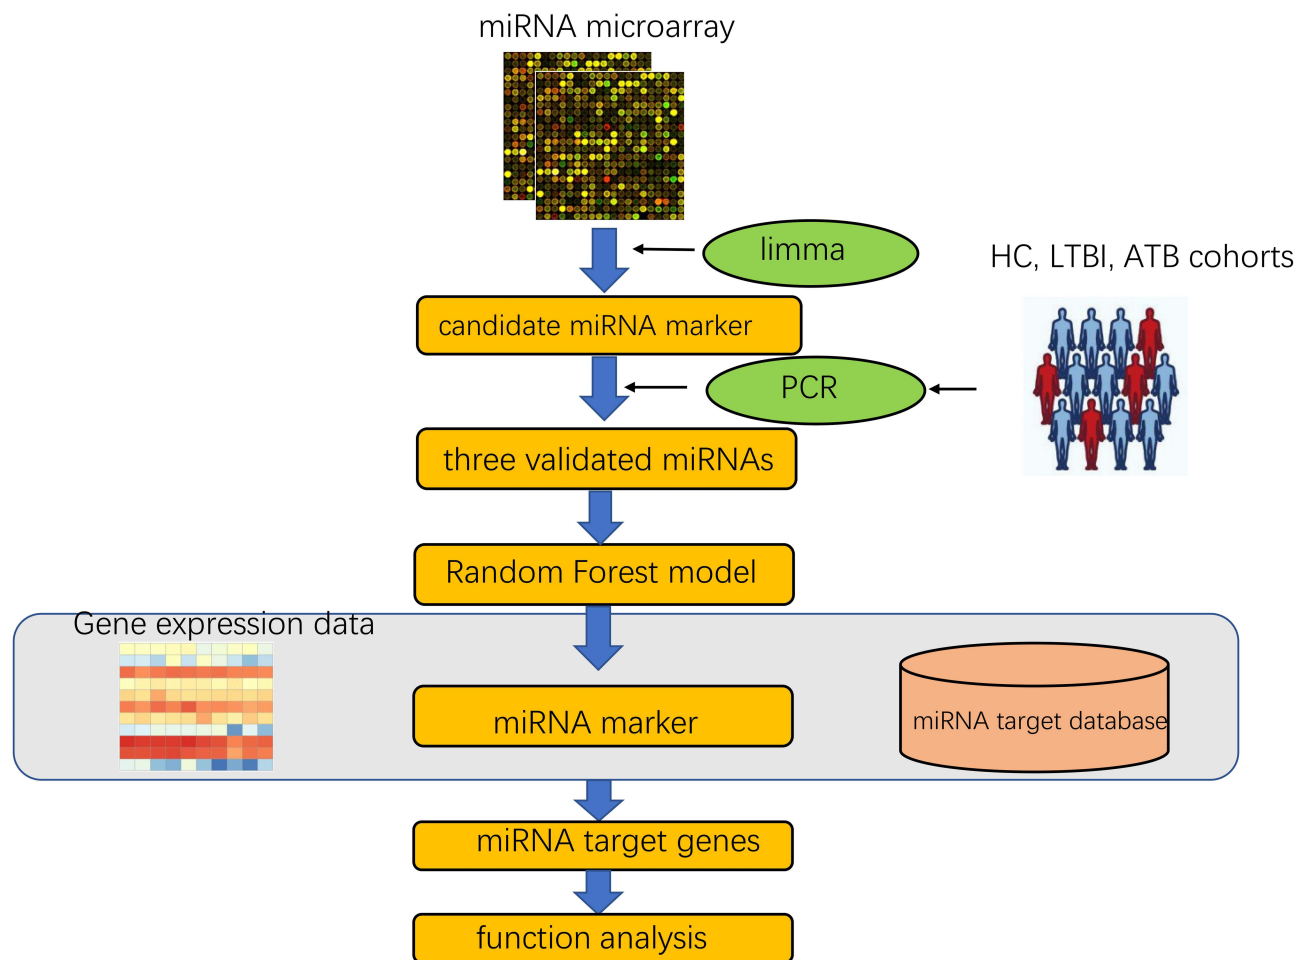 miRNA microarray
limma
HC, LTBI, ATB cohorts
candidate miRNA marker
PCR
three validated miRNAs
Random Forest model
Gene expression data
miRNA marker
miRNA target database
miRNA target genes
function analysis